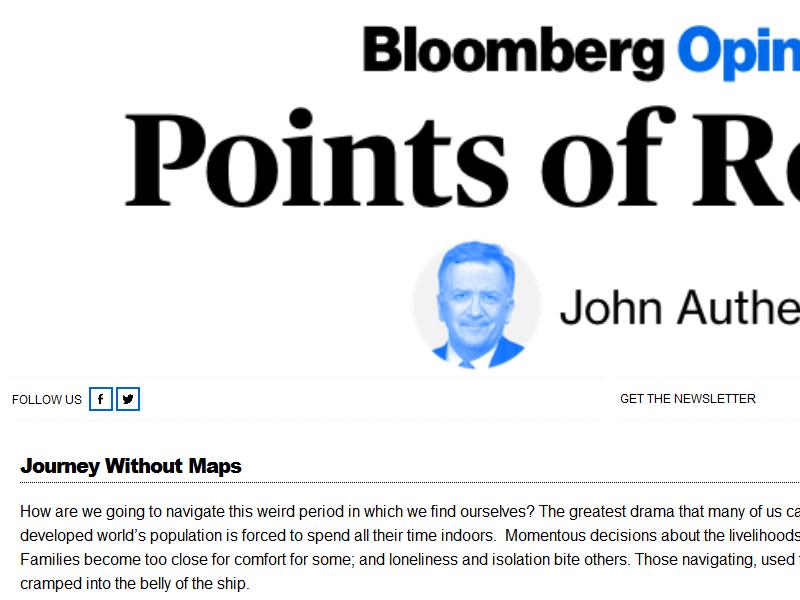 Bloomberg Opin
Points of Re
John Authe
FOLLOW US
GET THE NEWSLETTER
Journey Without Maps
How are we going to navigate this weird period in which we find ourselves? The greatest drama that many of us ca
developed world's population is forced to spend all their time indoors. Momentous decisions about the livelihoods
Families become too close for comfort for some; and loneliness and isolation bite others. Those navigating, used
cramped into the belly of the ship.